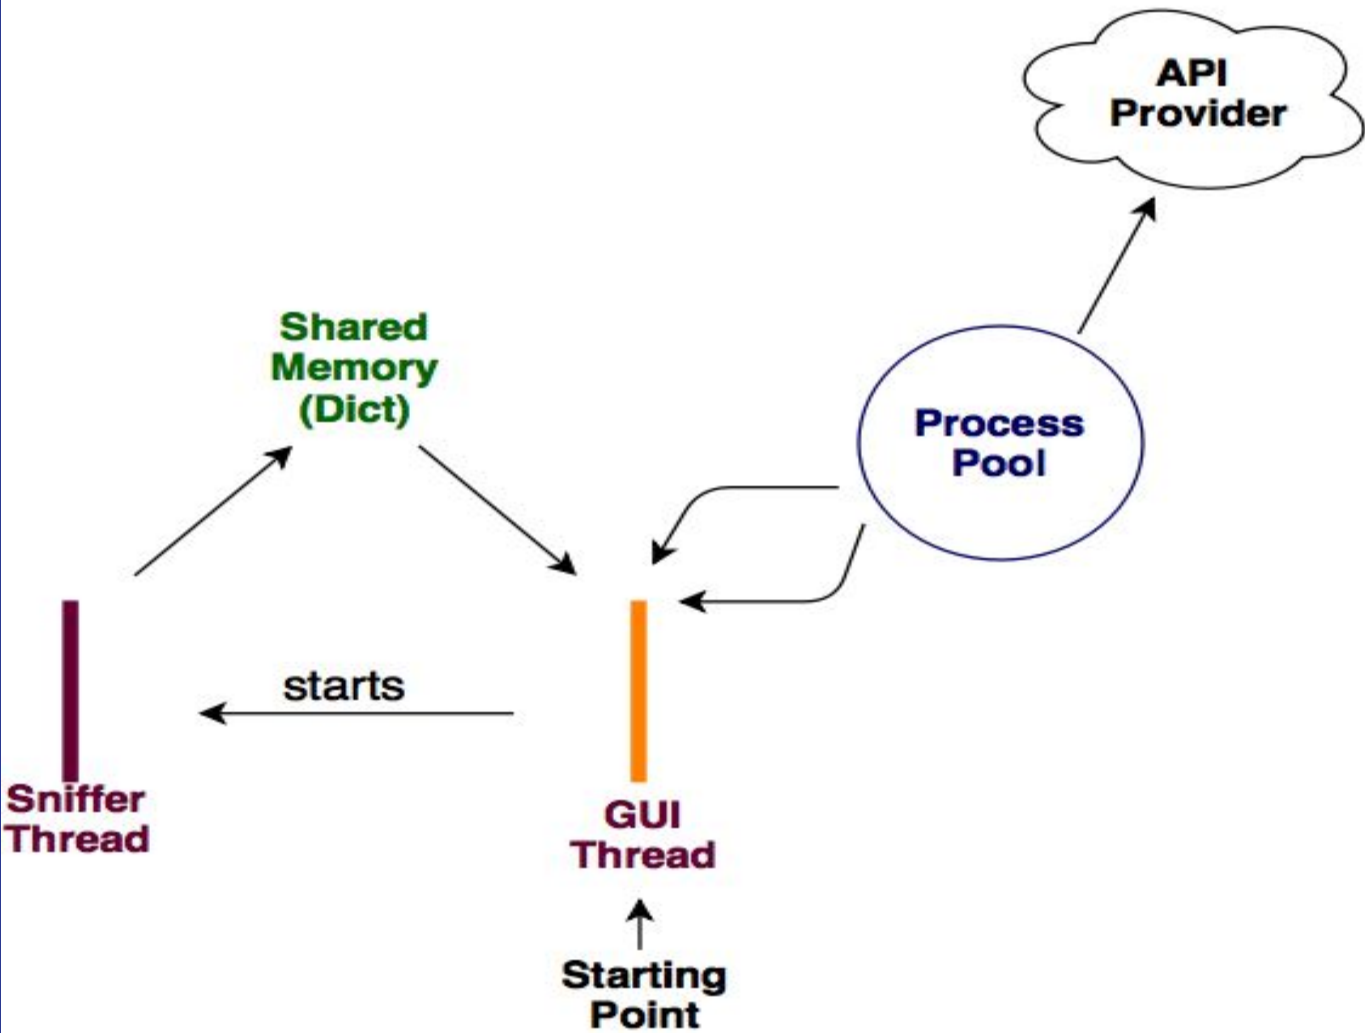 API
Provider
Shared
Memory
(Dict)
Process
Pool
starts
Sniffer
Thread
GUI
Thread
Starting
Point